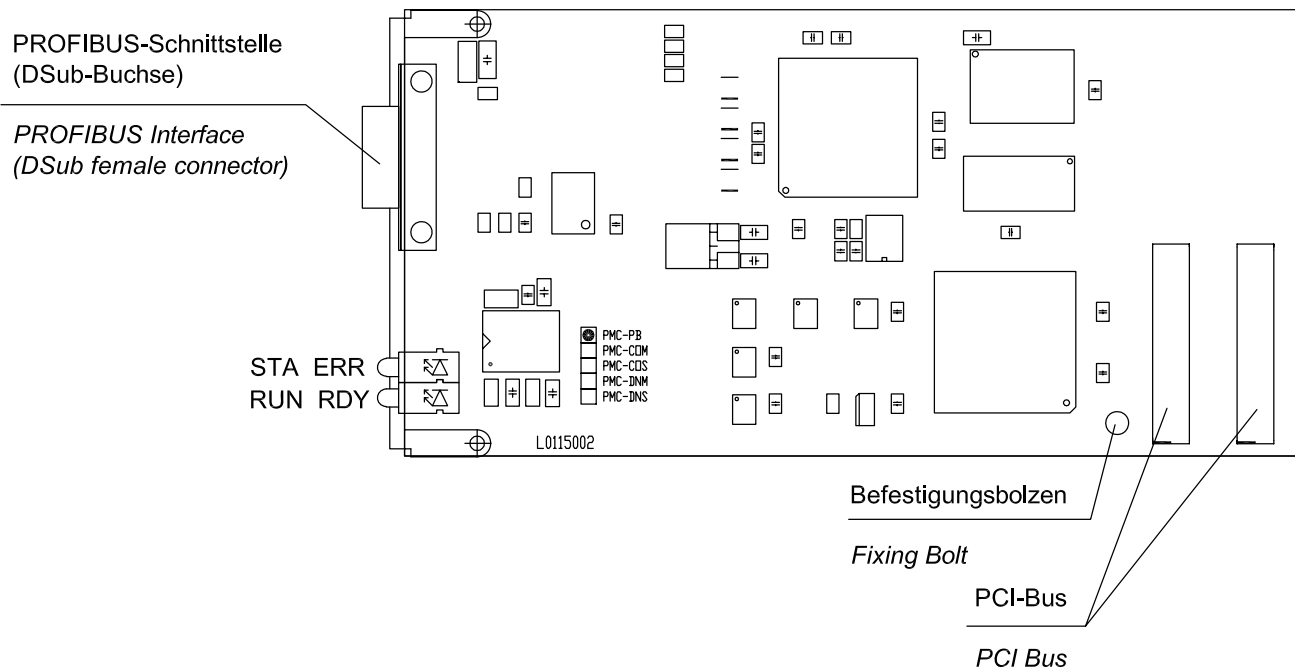 PROFIBUS-Schnittstelle
(DSub-Buchse)
PROFIBUS Interface
(DSub female connector)
STA ERR
RUN RDY
PMC-PB
PMC-COM
PMC-COS
PMC-DNM
PMC-DNS
L0115002
Befestigungsbolzen
Fixing Bolt
PCI-Bus
PCI Bus